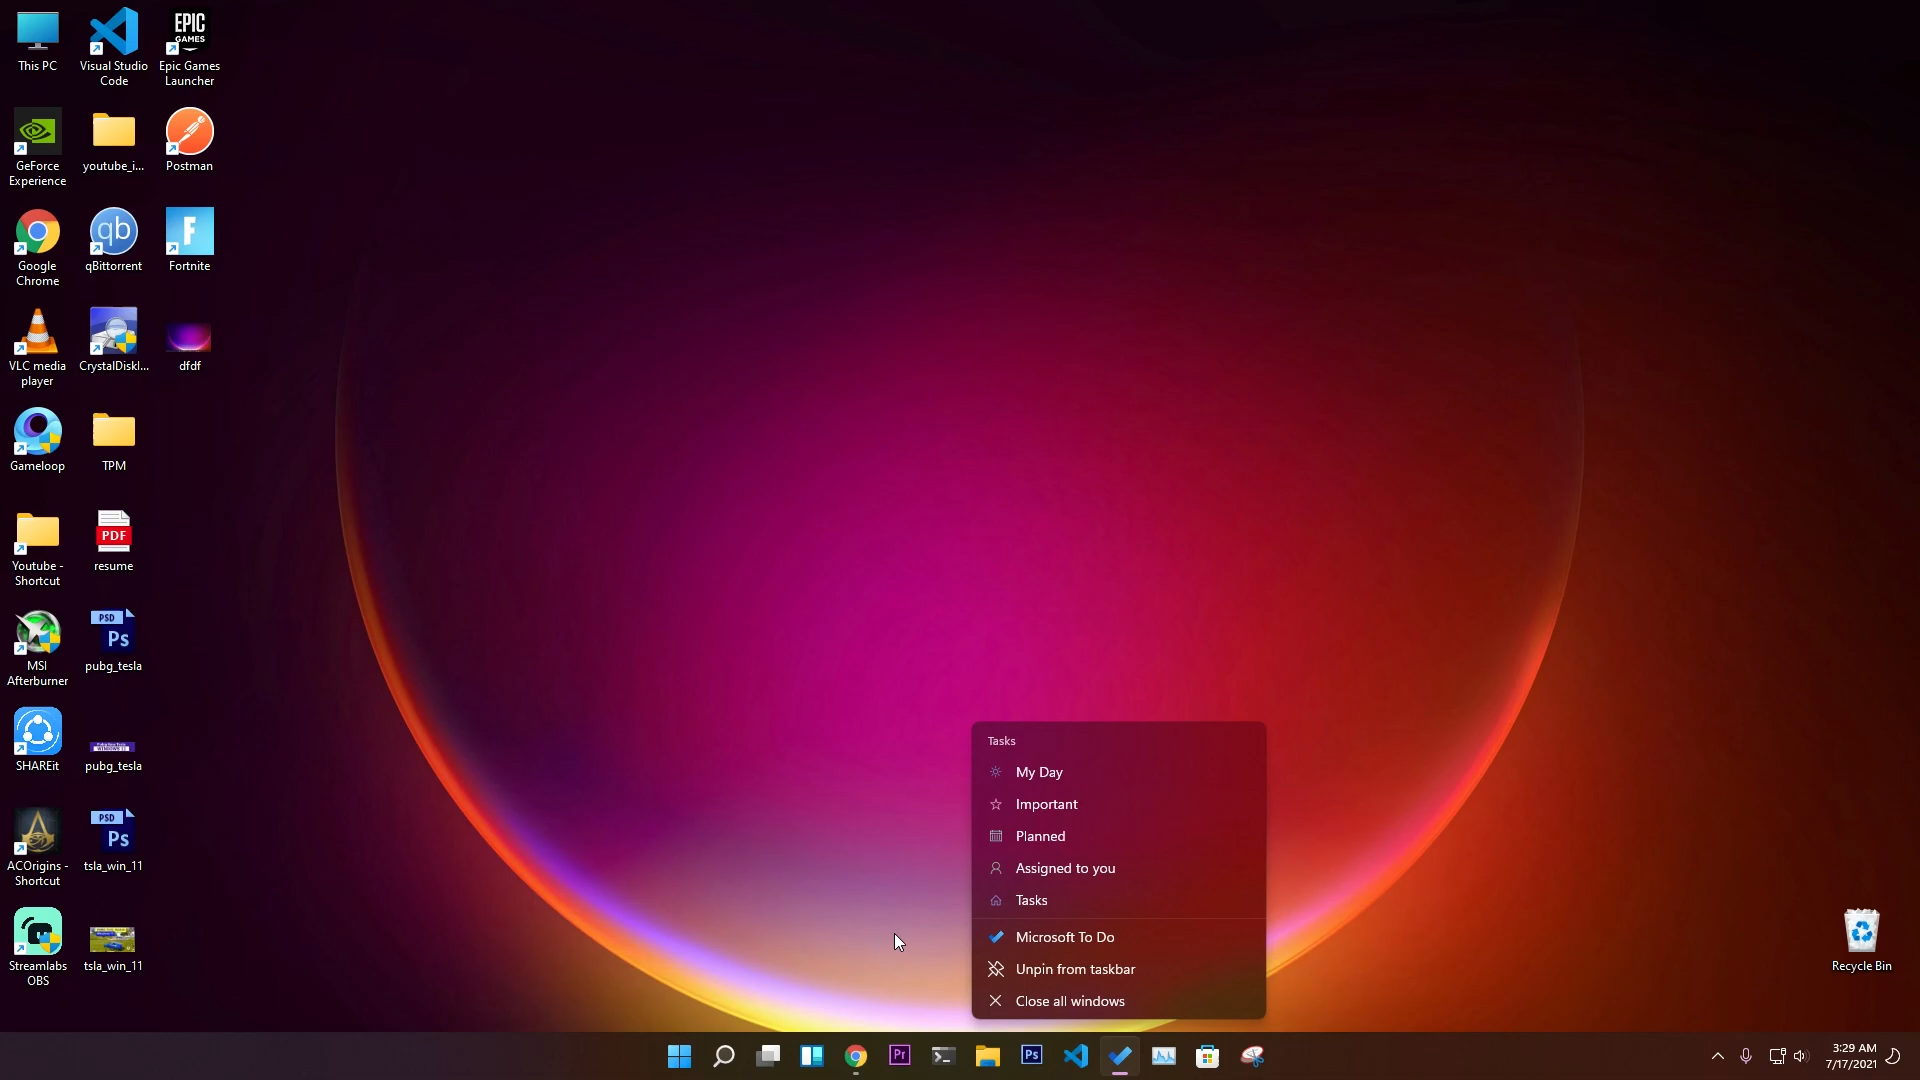 This PC
Visual Studio
Code
EPIC
GAMES
Epic Games
Launcher
GeForce
Experience
youtube_i...
Postman
Google
Chrome
qb
qBittorrent
F
Fortnite
VLC media
player
CrystalDiskI...
dfdf
Gameloop
TPM
Youtube -
Shortcut
PDF
resume
MSI
Afterburner
PSD
Ps
pubg_tesla
SHAREit
pubg_tesla
ACOrigins -
Shortcut
PSD
Ps
tsla_win_11
Streamlabs
OBS
tsla_win_11
Tasks
My Day
Important
Planned
Assigned to you
Tasks
Microsoft To Do
Unpin from taskbar
Close all windows
Recycle Bin
Pr
Ps
3:29 AM
7/17/2021